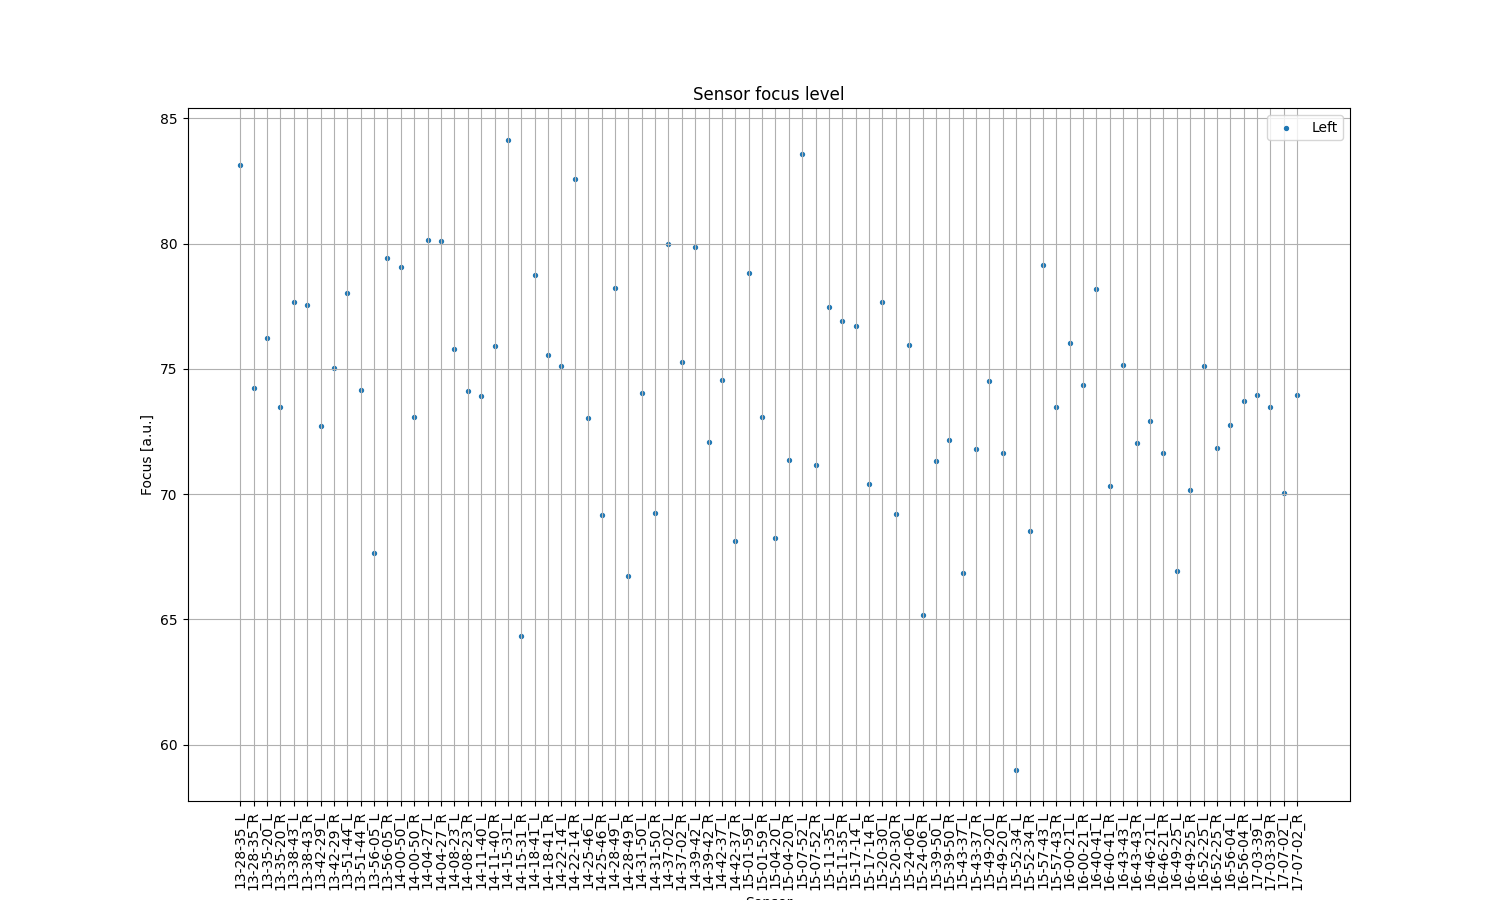 Sensor focus level
85
80
75
70
65
60
Focus [a.u.]
Left
13-28-35_L
13-28-35_R
13-35-20_L
13-35-20_R
13-38-43_L
13-38-43_R
13-42-29_L
13-42-29_R
13-51-44_L
13-51-44_R
13-56-05_L
13-56-05_R
14-00-50_L
14-00-50_R
14-04-27_L
14-04-27_R
14-08-23_L
14-08-23_R
14-11-40_L
14-11-40_R
14-15-31_L
14-15-31_R
14-18-41_L
14-18-41_R
14-22-14_L
14-22-14_R
14-25-46_L
14-25-46_R
14-28-49_L
14-28-49_R
14-31-50_L
14-31-50_R
14-37-02_L
14-37-02_R
14-39-42_L
14-39-42_R
14-42-37_L
14-42-37_R
15-01-59_L
15-01-59_R
15-04-20_L
15-04-20_R
15-07-52_L
15-07-52_R
15-11-35_L
15-11-35_R
15-17-14_L
15-17-14_R
15-20-30_L
15-20-30_R
15-24-06_L
15-24-06_R
15-39-50_L
15-39-50_R
15-43-37_L
15-43-37_R
15-49-20_L
15-49-20_R
15-52-34_L
15-52-34_R
15-57-43_L
15-57-43_R
16-00-21_L
16-00-21_R
16-40-41_L
16-40-41_R
16-43-43_L
16-43-43_R
16-46-21_L
16-46-21_R
16-49-25_L
16-49-25_R
16-52-25_L
16-52-25_R
16-56-04_L
16-56-04_R
17-03-39_L
17-03-39_R
17-07-02_L
17-07-02_R
Sensor